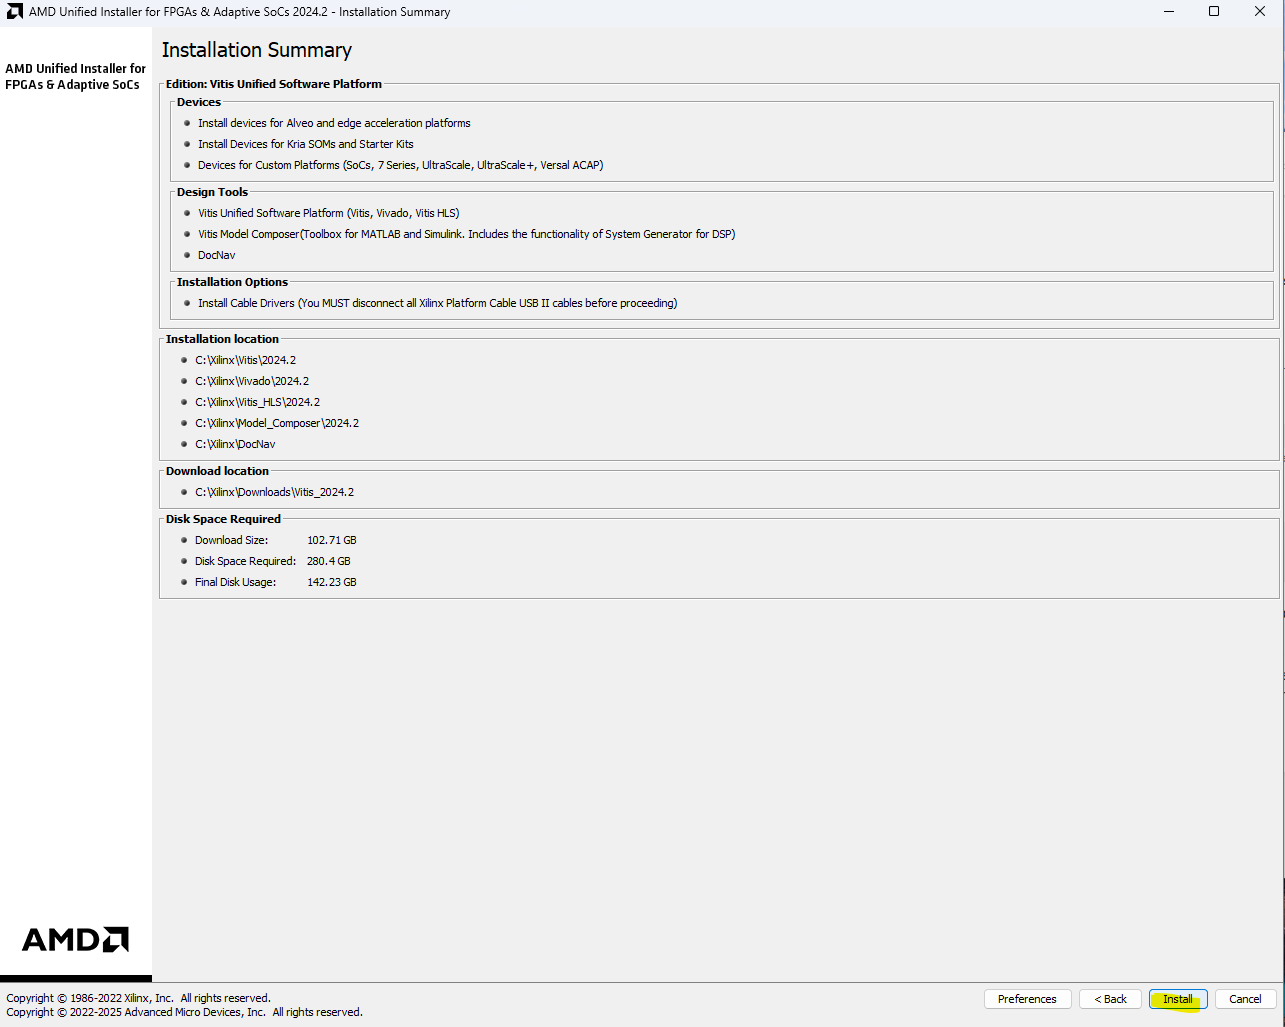 AMD Unified Installer for FPGAs & Adaptive SoCs 2024.2 - Installation Summary
AMD Unified Installer for
FPGAs & Adaptive SoCs
Installation Summary
Edition: Vitis Unified Software Platform
Devices
Install devices for Alveo and edge acceleration platforms
Install Devices for Kria SOMs and Starter Kits
Devices for Custom Platforms (SoCs, 7 Series, UltraScale, UltraScale+, Versal ACAP)
Design Tools
Vitis Unified Software Platform (Vitis, Vivado, Vitis HLS)
Vitis Model Composer(Toolbox for MATLAB and Simulink. Includes the functionality of System Generator for DSP)
DocNav
Installation Options
Install Cable Drivers (You MUST disconnect all Xilinx Platform Cable USB II cables before proceeding)
Installation location
C:\Xilinx\Vitis\2024.2
C:\Xilinx\Vivado\2024.2
C:\Xilinx\Vitis_HLS\2024.2
C:\Xilinx\Model_Composer\2024.2
C:\Xilinx\DocNav
Download location
C:\Xilinx\Downloads\Vitis_2024.2
Disk Space Required
Download Size: 102.71 GB
Disk Space Required: 280.4 GB
Final Disk Usage: 142.23 GB
AMD
Copyright © 1986-2022 Xilinx, Inc. All rights reserved.
Copyright © 2022-2025 Advanced Micro Devices, Inc. All rights reserved.
Preferences < Back Install Cancel